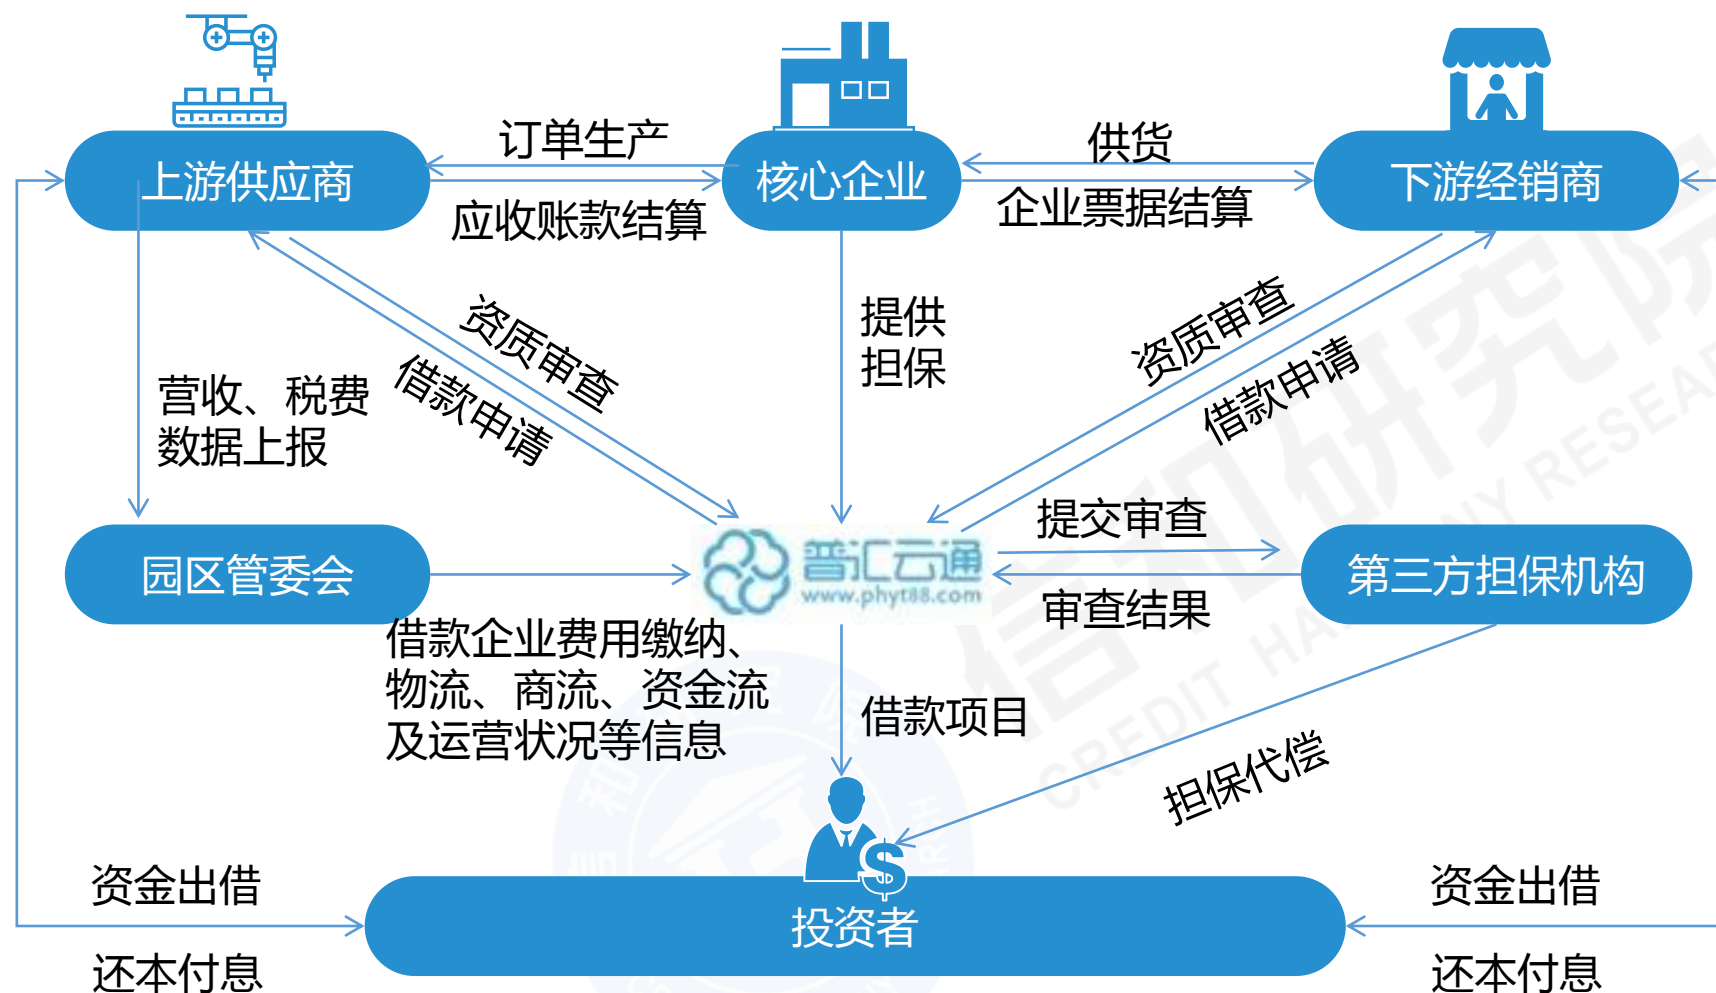 订单生产
供货
上游供应商
核心企业
下游经销商
应收账款结算
企业票据结算
资质审查
借款申请
提供
担保
资质审查
借款申请
营收、税费
数据上报
提交审查
园区管委会
普汇云通
www.phyt88.com
第三方担保机构
审查结果
借款企业费用缴纳、
物流、商流、资金流
及运营状况等信息
借款项目
担保代偿
$
资金出借
资金出借
投资者
还本付息
还本付息
信和研究院